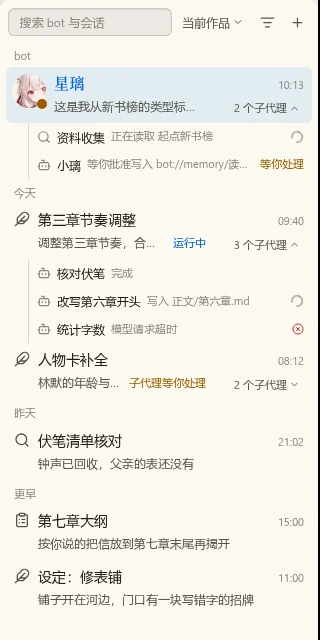 搜索 bot 与会话 当前作品
bot
星璃 10:13
这是我从新书榜的类型标... 2 个子代理
资料收集 正在读取 起点新书榜
小璃 等你批准写入 bot://memory/读... 等你处理
今天
第三章节奏调整 09:40
调整第三章节奏，合... 运行中 3 个子代理
核对伏笔 完成
改写第六章开头 写入 正文/第六章.md
统计字数 模型请求超时
人物卡补全 08:12
林默的年龄与... 子代理等你处理 2 个子代理
昨天
伏笔清单核对 21:02
钟声已回收，父亲的表还没有
更早
第七章大纲 15:00
按你说的把信放到第七章末尾再揭开
设定：修表铺 11:00
铺子开在河边，门口有一块写错字的招牌